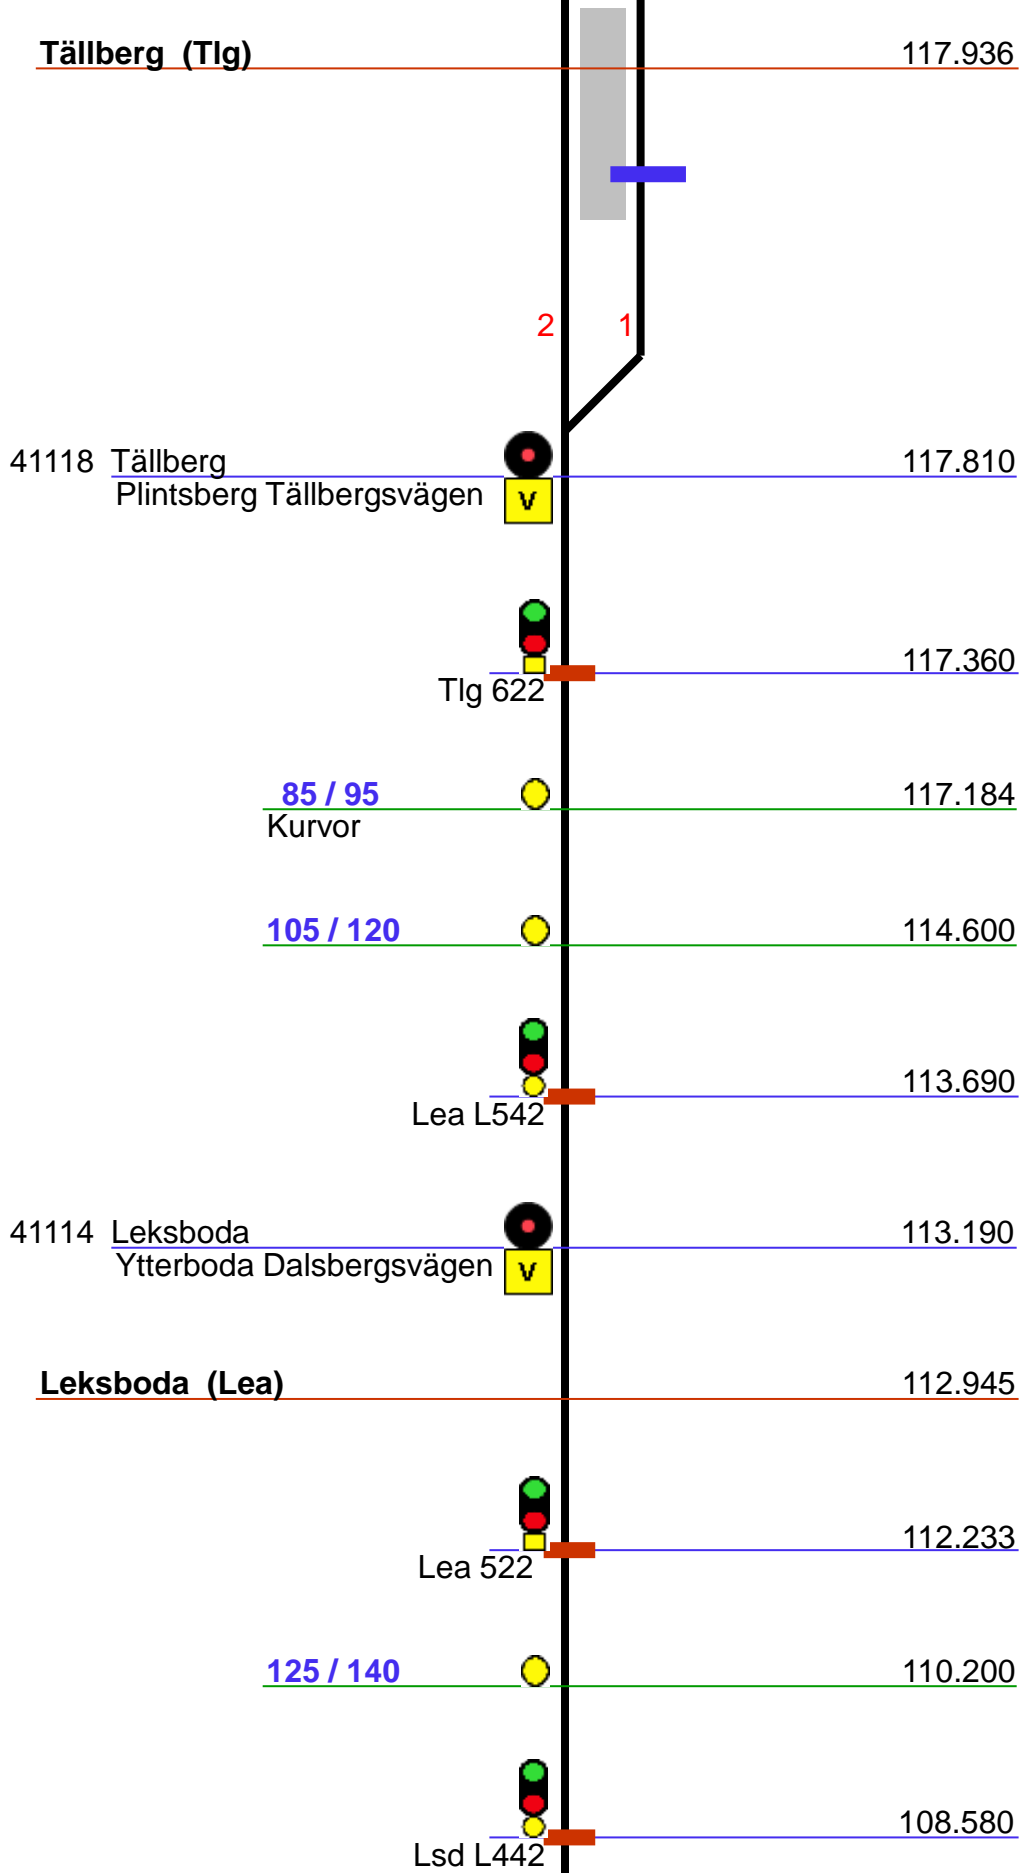 Tällberg (Tlg) 117.936
2 1
41118 Tällberg 117.810
Plintsberg Tällbergsvägen V
117.360
Tlg 622
85 / 95 117.184
Kurvor
105 / 120 114.600
113.690
Lea L542
41114 Leksboda 113.190
Ytterboda Dalsbergsvägen V
Leksboda (Lea) 112.945
112.233
Lea 522
125 / 140 110.200
108.580
Lsd L442